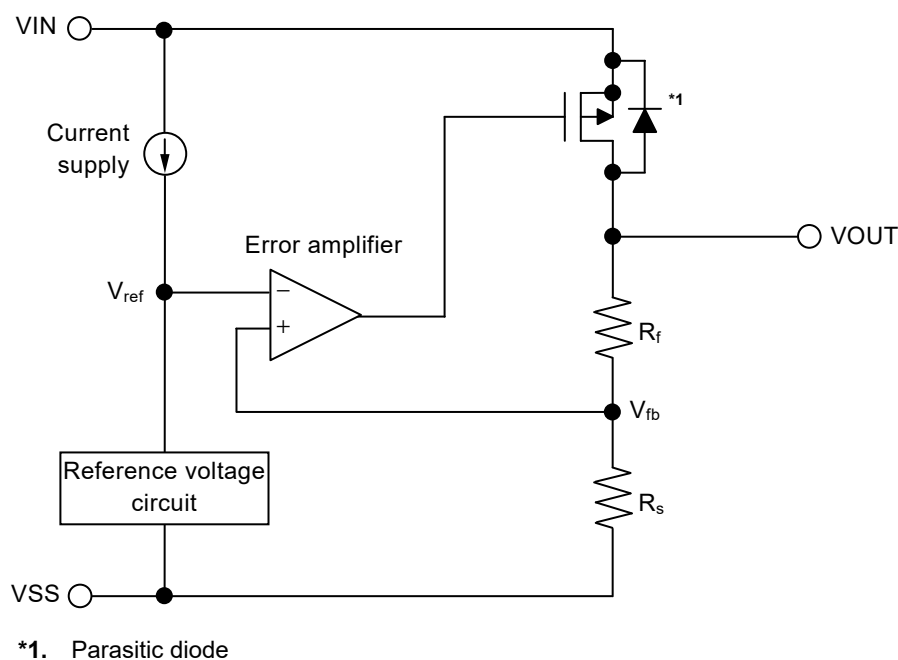 VIN
*1
Current
supply
Error amplifier
VOUT
Vref
−
+
Rf
Vfb
Reference voltage
circuit
Rs
VSS
*1. Parasitic diode